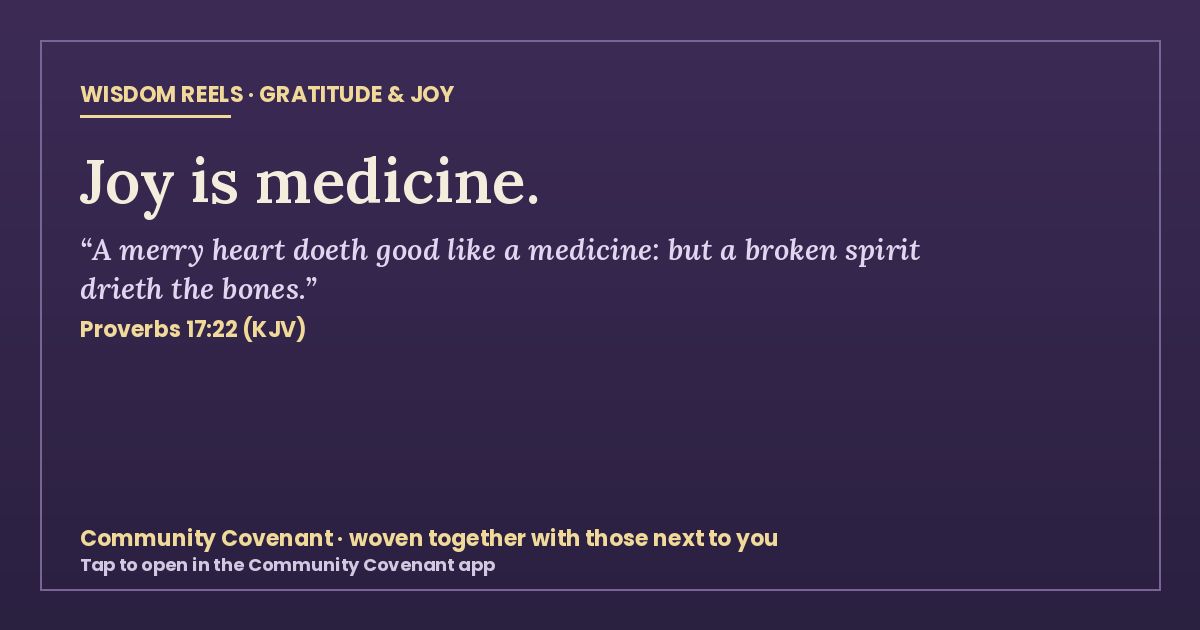 WISDOM REELS · GRATITUDE & JOY
Joy is medicine.
“A merry heart doeth good like a medicine: but a broken spirit
drieth the bones.”
Proverbs 17:22 (KJV)
Community Covenant · woven together with those next to you
Tap to open in the Community Covenant app